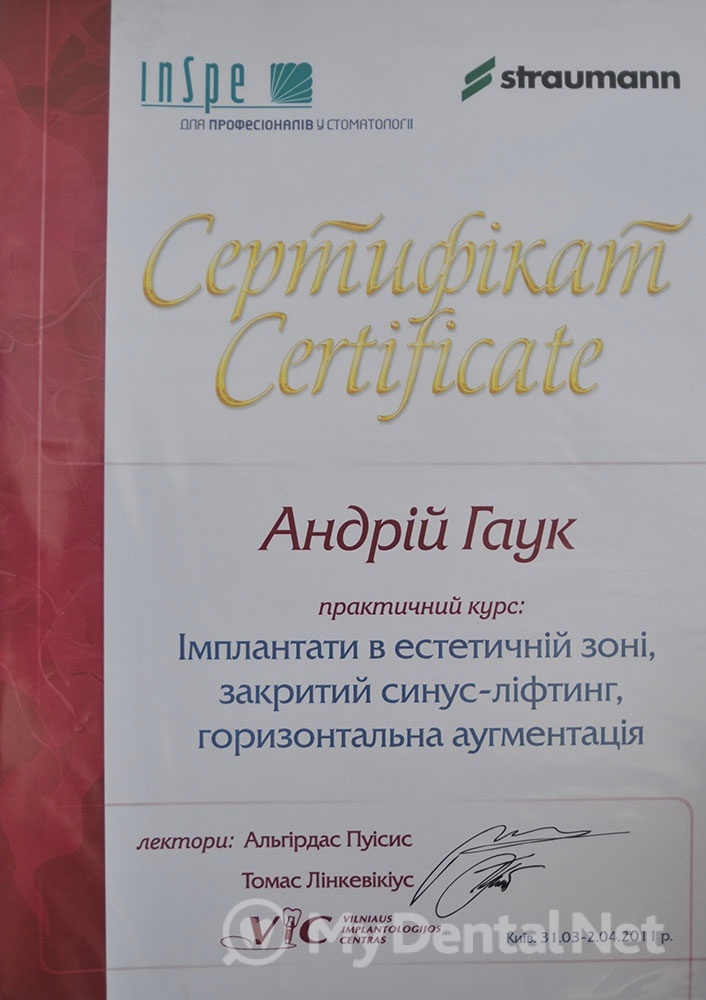 inSpe
straumann
ДЛЯ ПРОФЕСІОНАЛІВ У СТОМАТОЛОГІЇ
Сертифікат
Certificate
Андрій Гаук
практичний курс:
Імплантати в естетичній зоні,
закритий синус-ліфтинг,
горизонтальна аугментація
лектори: Альгірдас Пуісис
Томас Лінкевікіус
VIC VILNIAUS
IMPLANTOLOGIJOS
CENTRAS
MyDentalNet
Київ, 31.03-2.04.2011 р.